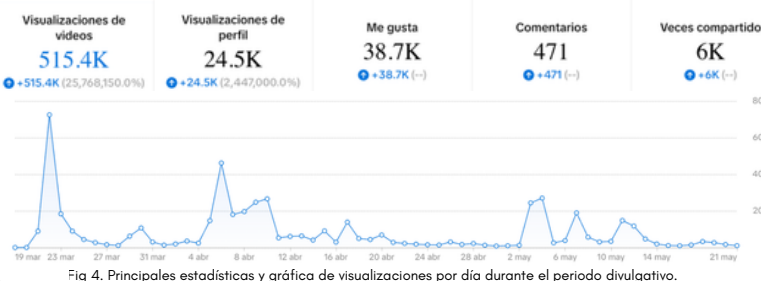 Visualizaciones de videos
515.4K
+515.4K (25,768,150.0%)
Visualizaciones de perfil
24.5K
+24.5K (2,447,000.0%)
Me gusta
38.7K
+38.7K (--)
Comentarios
471
+471 (--)
Veces compartido
6K
+6K (--)
19 mar 23 mar 27 mar 31 mar 4 abr 8 abr 12 abr 16 abr 20 abr 24 abr 28 abr 2 may 6 may 10 may 14 may 21 may
Fig 4. Principales estadísticas y gráfica de visualizaciones por día durante el periodo divulgativo.